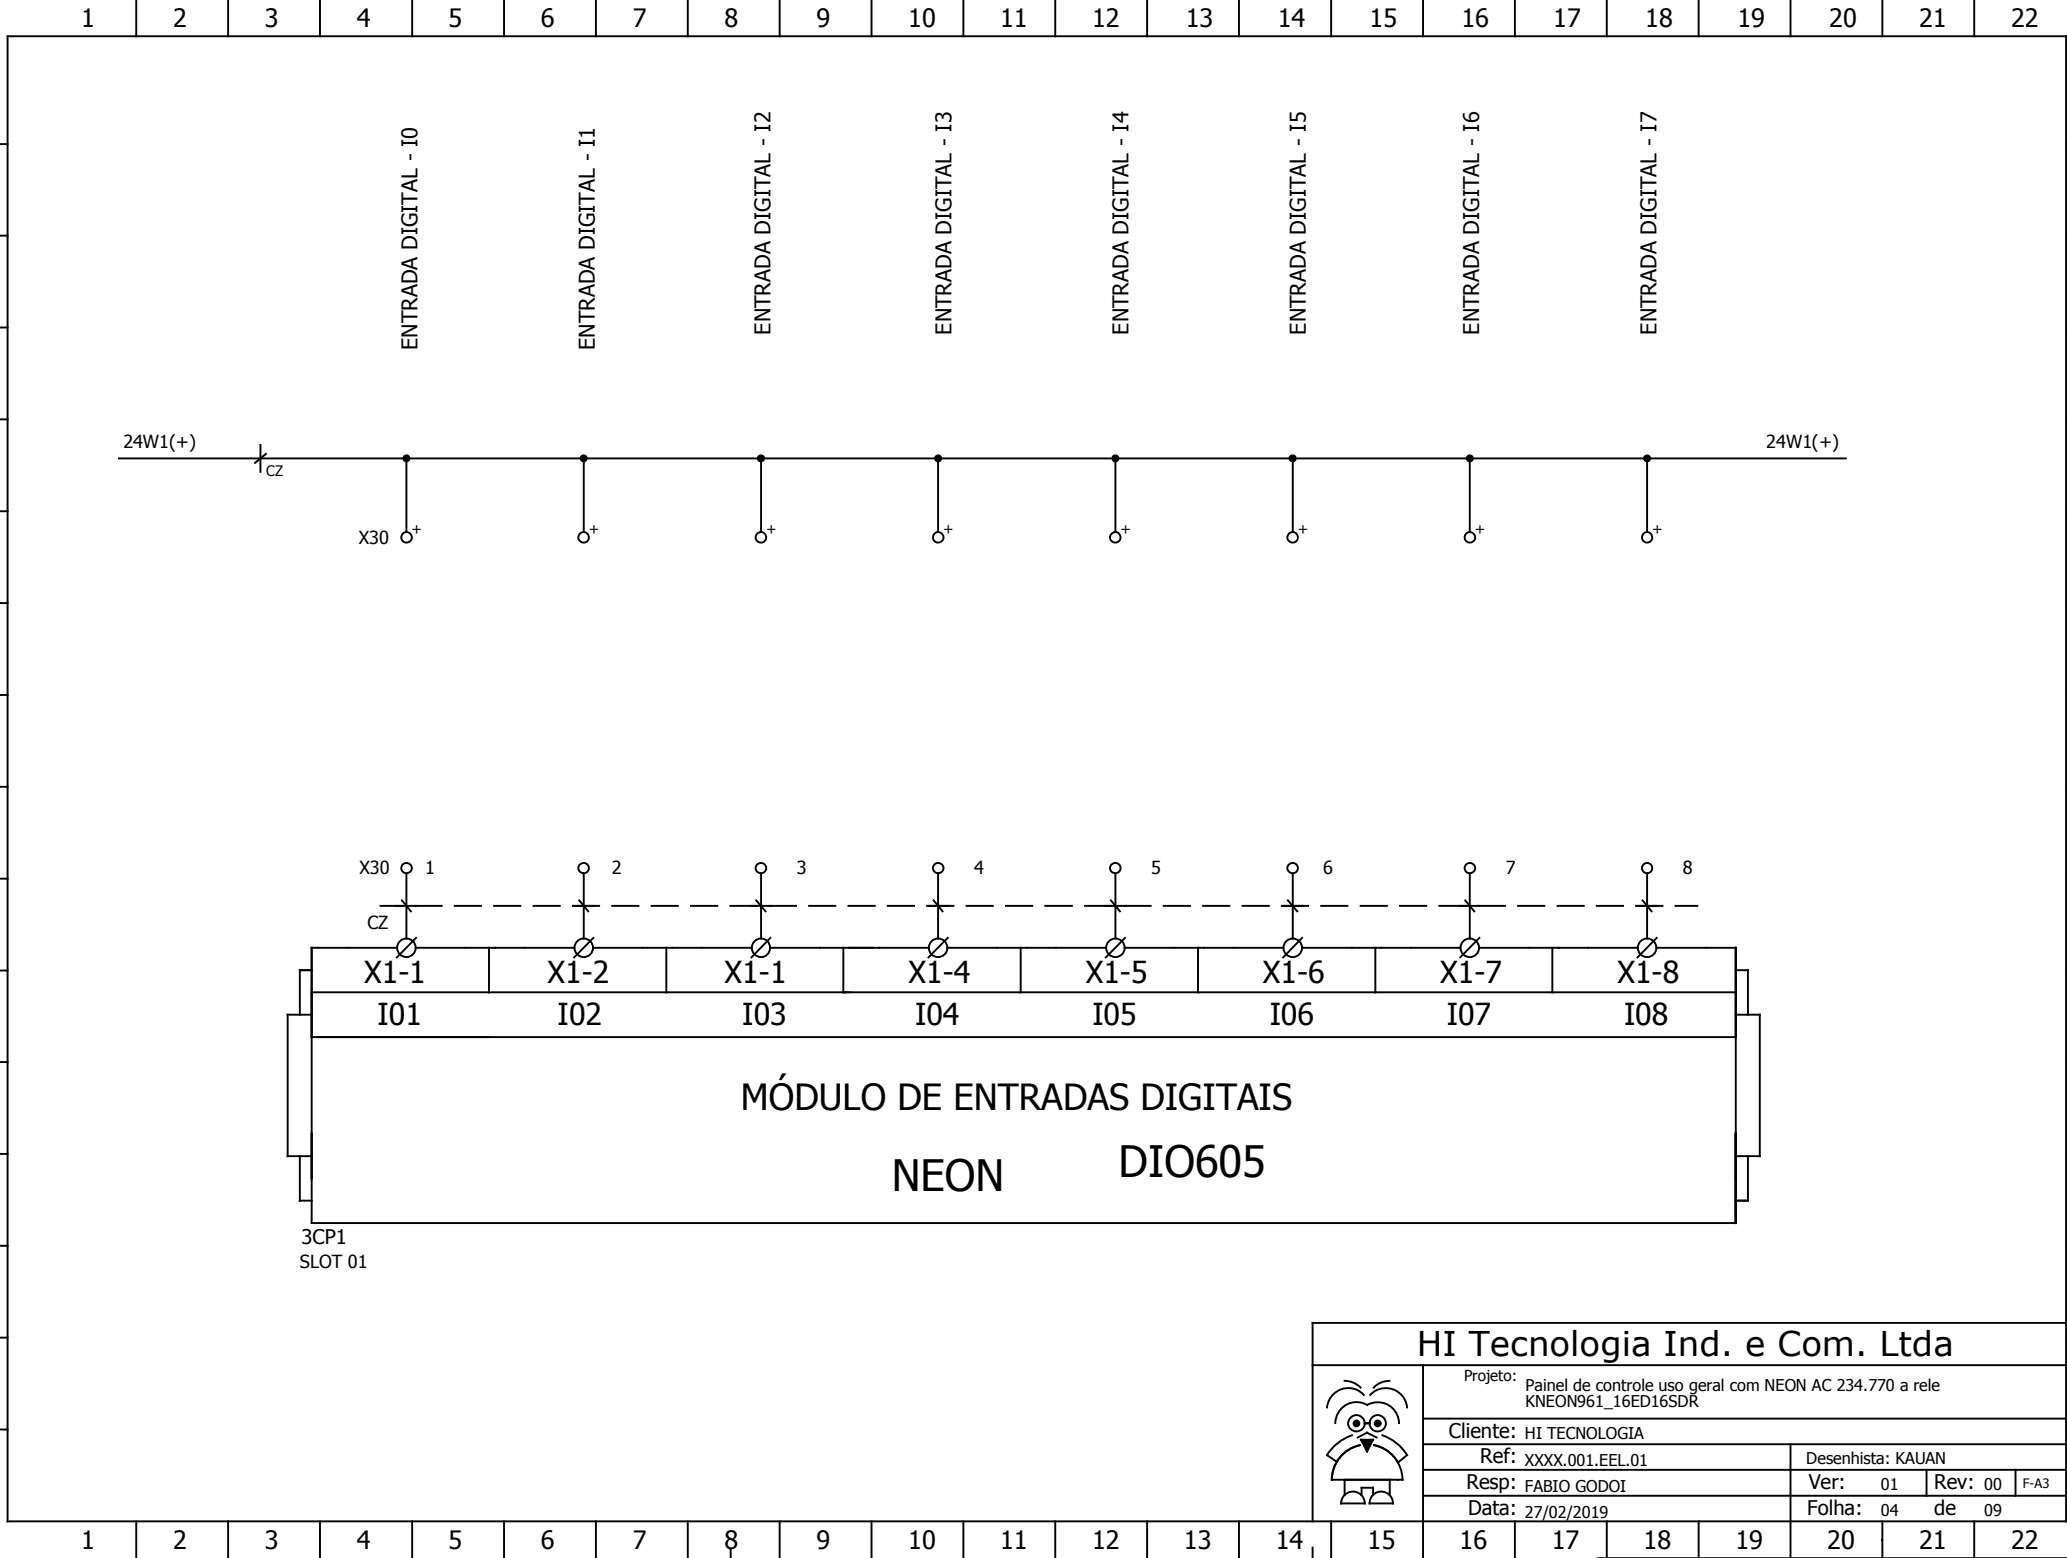 1 2 3 4 5 6 7 8 9 10 11 12 13 14 15 16 17 18 19 20 21 22
ENTRADA DIGITAL - I0
ENTRADA DIGITAL - I1
ENTRADA DIGITAL - I2
ENTRADA DIGITAL - I3
ENTRADA DIGITAL - I4
ENTRADA DIGITAL - I5
ENTRADA DIGITAL - I6
ENTRADA DIGITAL - I7
24W1(+) 24W1(+)
CZ
X30 + + + + + + + +
X30 1 2 3 4 5 6 7 8
CZ
X1-1 X1-2 X1-1 X1-4 X1-5 X1-6 X1-7 X1-8
I01 I02 I03 I04 I05 I06 I07 I08
MÓDULO DE ENTRADAS DIGITAIS
NEON DIO605
3CP1
SLOT 01
HI Tecnologia Ind. e Com. Ltda
Projeto: Painel de controle uso geral com NEON AC 234.770 a rele
KNEON961_16ED16SDR
Cliente: HI TECNOLOGIA
Ref: XXXX.001.EEL.01 Desenhista: KAUAN
Resp: FABIO GODOI Ver: 01 Rev: 00 F-A3
Data: 27/02/2019 Folha: 04 de 09
1 2 3 4 5 6 7 8 9 10 11 12 13 14 15 16 17 18 19 20 21 22